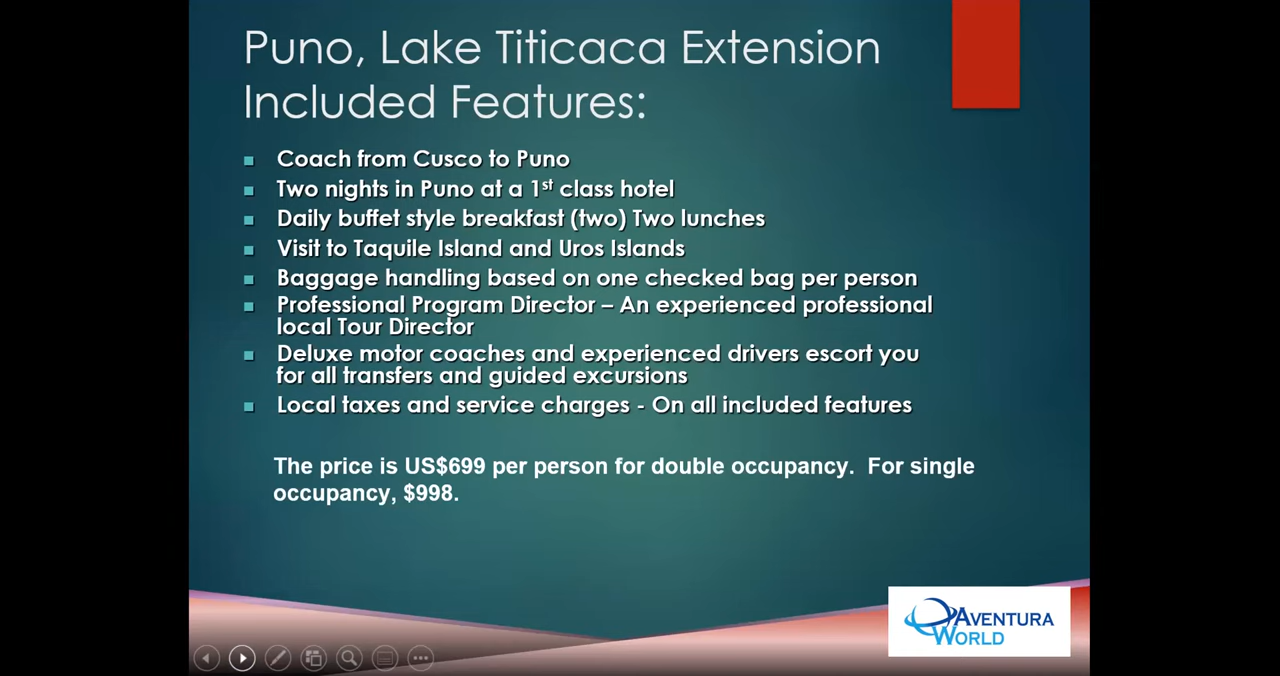 Puno, Lake Titicaca Extension
Included Features:
Coach from Cusco to Puno
Two nights in Puno at a 1st class hotel
Daily buffet style breakfast (two) Two lunches
Visit to Taquile Island and Uros Islands
Baggage handling based on one checked bag per person
Professional Program Director – An experienced professional
local Tour Director
Deluxe motor coaches and experienced drivers escort you
for all transfers and guided excursions
Local taxes and service charges - On all included features
The price is US$699 per person for double occupancy.  For single
occupancy, $998.
AVENTURA
WORLD